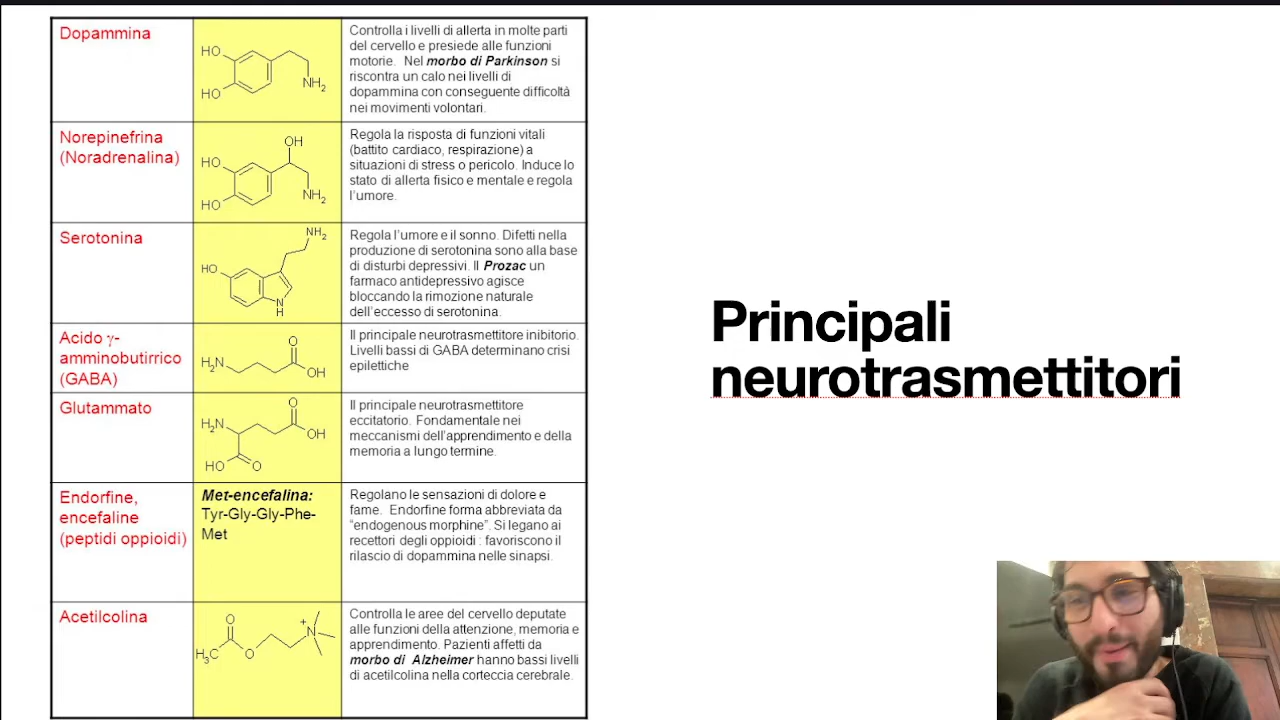 Dopammina
HO
HO
NH2
Controlla i livelli di allerta in molte parti
del cervello e presiede alle funzioni
motorie. Nel morbo di Parkinson si
riscontra un calo nei livelli di
dopammina con conseguente difficoltà
nei movimenti volontari.
Norepinefrina
(Noradrenalina)
OH
HO
HO
NH2
Regola la risposta di funzioni vitali
(battito cardiaco, respirazione) a
situazioni di stress o pericolo. Induce lo
stato di allerta fisico e mentale e regola
l'umore.
Serotonina
NH2
HO
N
H
Regola l'umore e il sonno. Difetti nella
produzione di serotonina sono alla base
di disturbi depressivi. Il Prozac un
farmaco antidepressivo agisce
bloccando la rimozione naturale
dell'eccesso di serotonina.
Acido γ-
amminobutirrico
(GABA)
O
H2N
OH
Il principale neurotrasmettitore inibitorio.
Livelli bassi di GABA determinano crisi
epilettiche
Glutammato
O
H2N
OH
HO
O
Il principale neurotrasmettitore
eccitatorio. Fondamentale nei
meccanismi dell'apprendimento e della
memoria a lungo termine.
Endorfine,
encefaline
(peptidi oppioidi)
Met-encefalina:
Tyr-Gly-Gly-Phe-
Met
Regolano le sensazioni di dolore e
fame. Endorfine forma abbreviata da
"endogenous morphine". Si legano ai
recettori degli oppioidi : favoriscono il
rilascio di dopammina nelle sinapsi.
Acetilcolina
O
H3C
O
N+
Controlla le aree del cervello deputate
alle funzioni della attenzione, memoria e
apprendimento. Pazienti affetti da
morbo di Alzheimer hanno bassi livelli
di acetilcolina nella corteccia cerebrale.
Principali
neurotrasmettitori